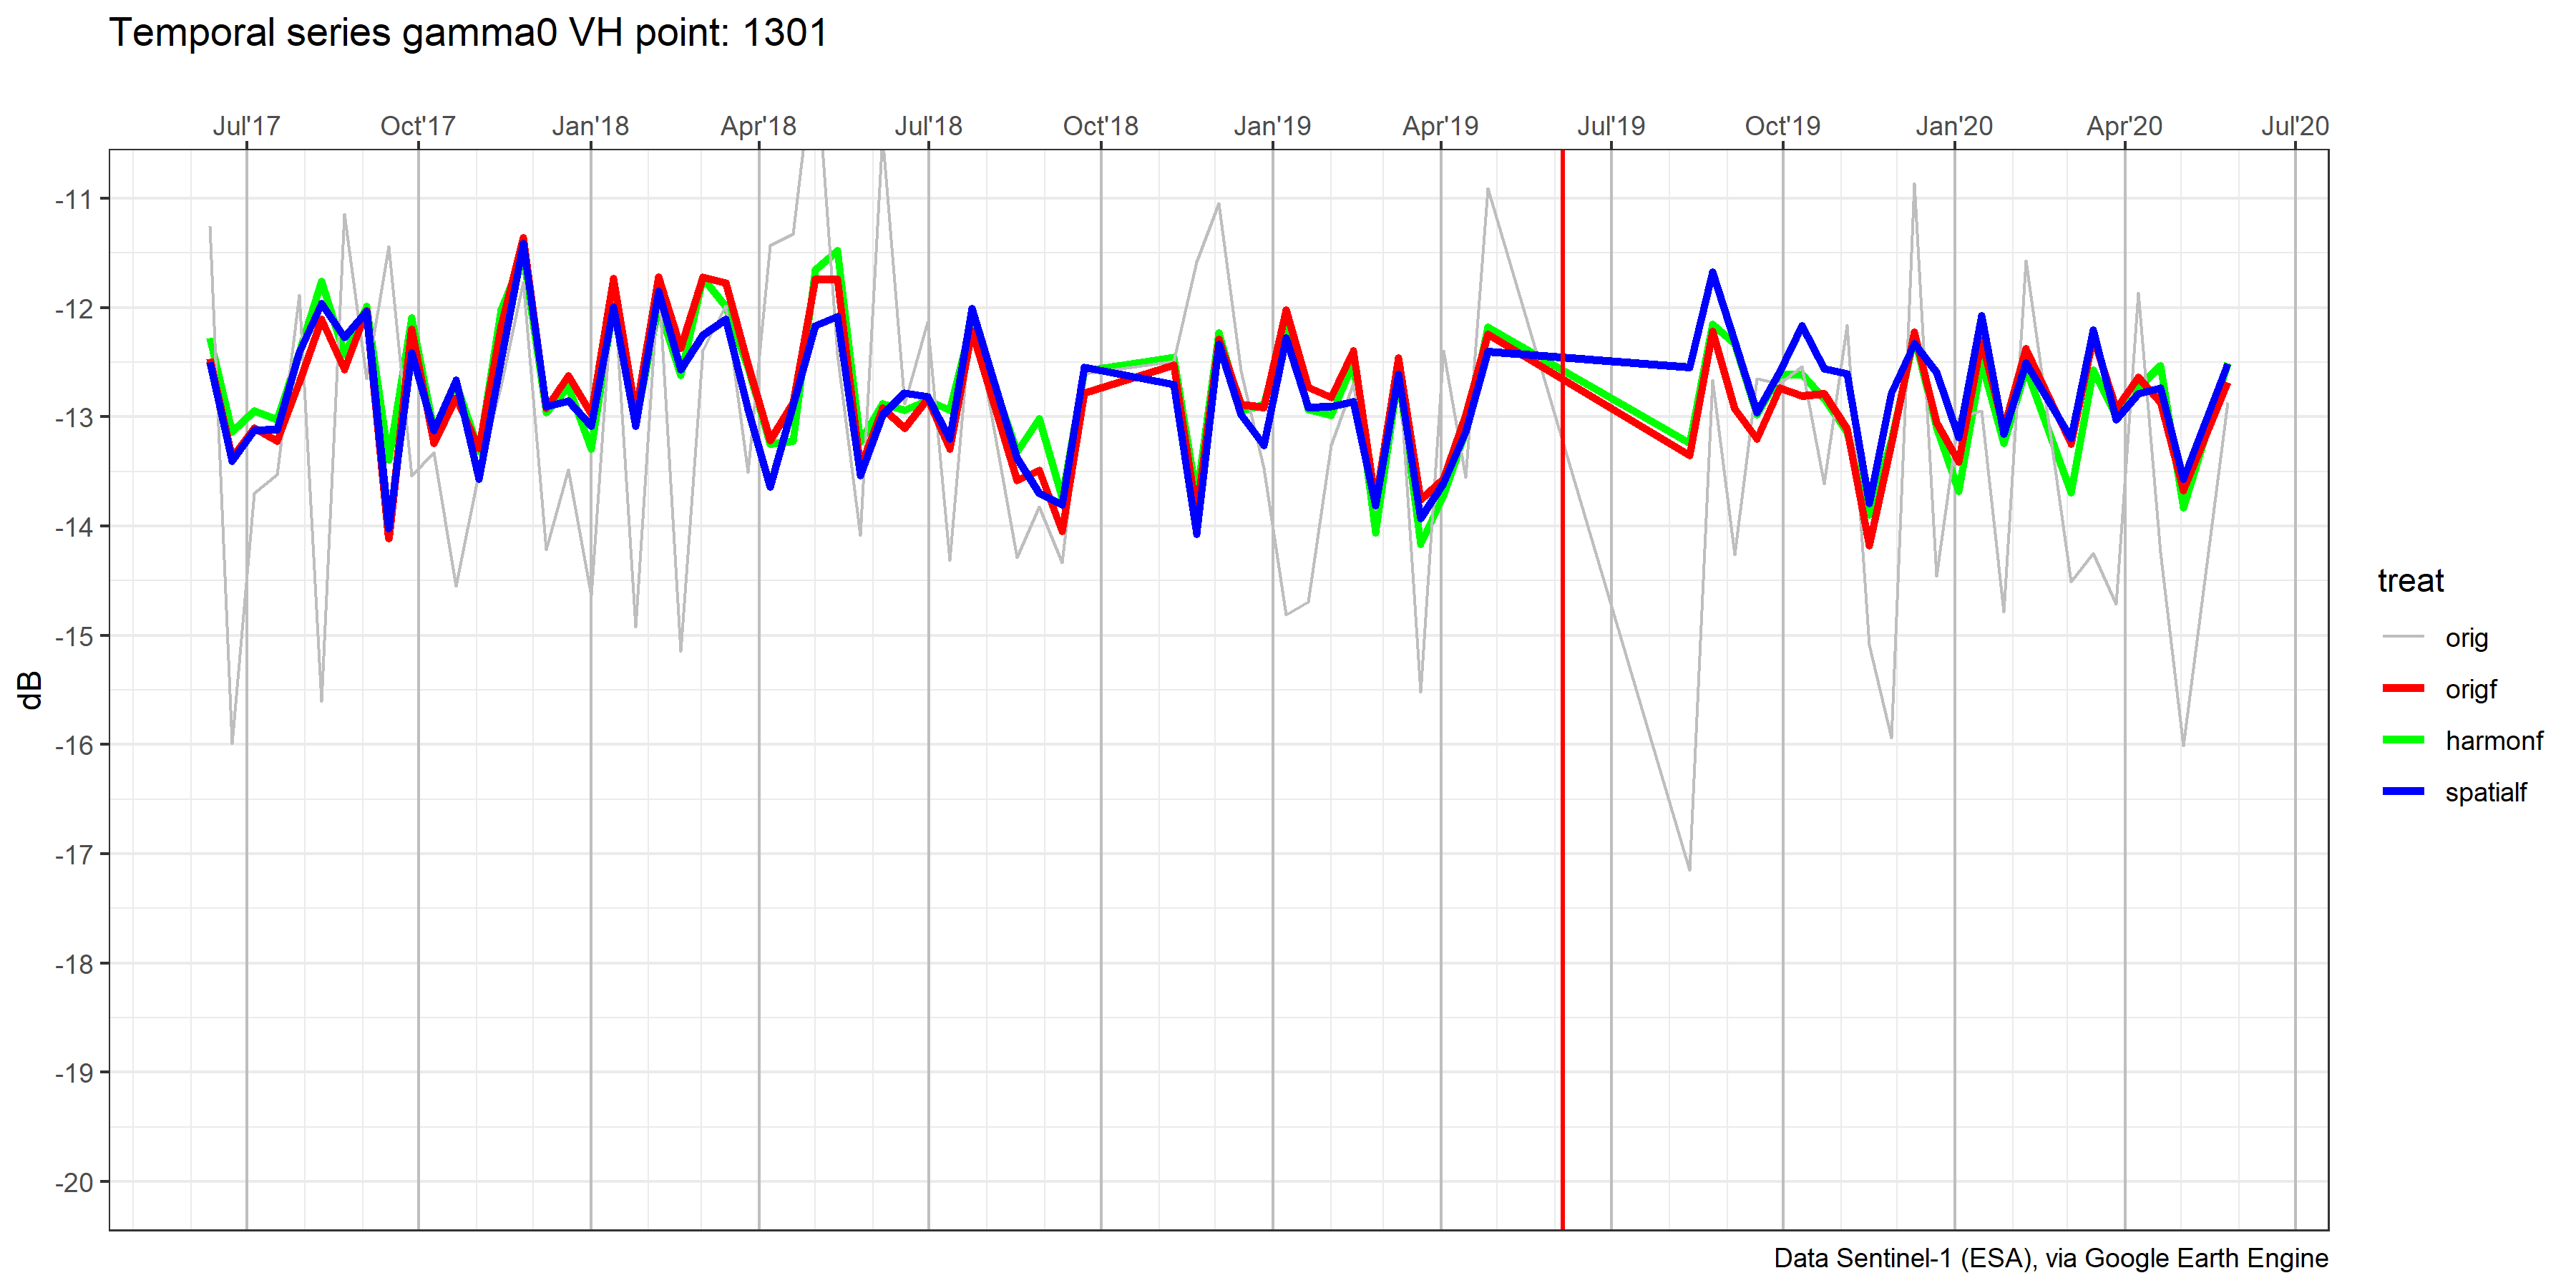 Temporal series gamma0 VH point: 1301
Jul'17 Oct'17 Jan'18 Apr'18 Jul'18 Oct'18 Jan'19 Apr'19 Jul'19 Oct'19 Jan'20 Apr'20 Jul'20
-11
-12
-13
-14
-15
-16
-17
-18
-19
-20
dB
treat
orig
origf
harmonf
spatialf
Data Sentinel-1 (ESA), via Google Earth Engine